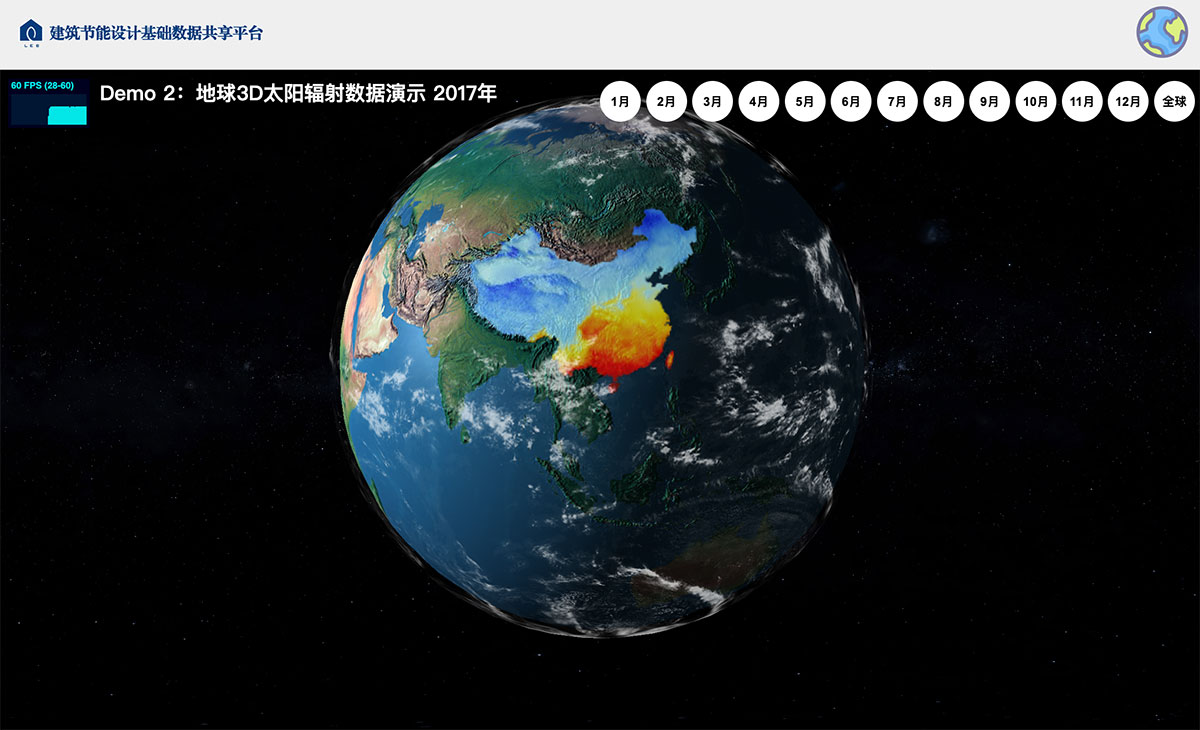 建筑节能设计基础数据共享平台
LEB
60 FPS (28-60)
Demo 2：地球3D太阳辐射数据演示 2017年
1月 2月 3月 4月 5月 6月 7月 8月 9月 10月 11月 12月 全球